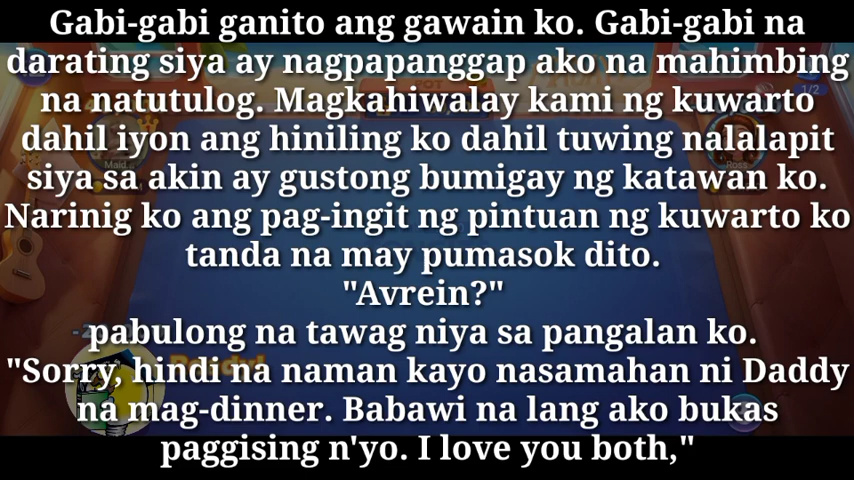 Gabi-gabi ganito ang gawain ko. Gabi-gabi na
darating siya ay nagpapanggap ako na mahimbing
na natutulog. Magkahiwalay kami ng kuwarto
dahil iyon ang hiniling ko dahil tuwing nalalapit
siya sa akin ay gustong bumigay ng katawan ko.
Narinig ko ang pag-ingit ng pintuan ng kuwarto ko
tanda na may pumasok dito.
"Avrein?"
pabulong na tawag niya sa pangalan ko.
"Sorry, hindi na naman kayo nasamahan ni Daddy
na mag-dinner. Babawi na lang ako bukas
paggising n'yo. I love you both,"
1/2
Maid...
Ross